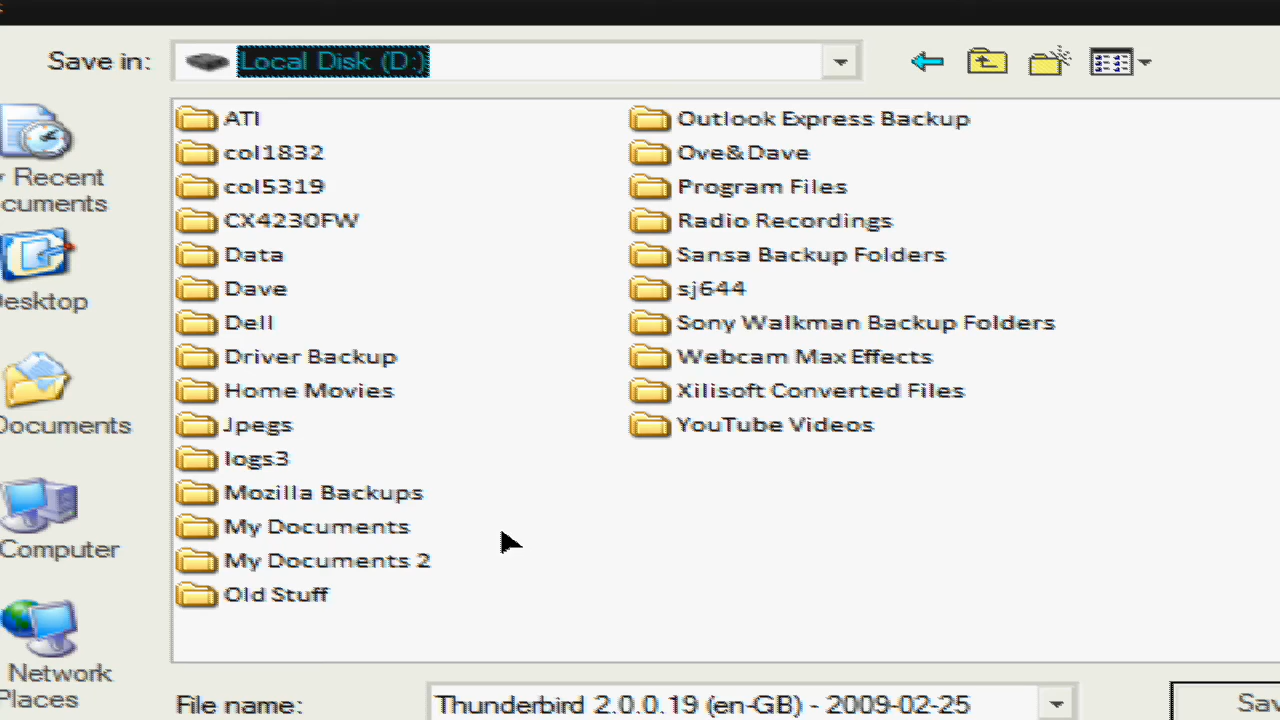 Save in: Local Disk (D:)
Recent
Desktop
Documents
Computer
Network
Places
ATI
col1832
col5319
CX4230FW
Data
Dave
Dell
Driver Backup
Home Movies
Jpegs
logs3
Mozilla Backups
My Documents
My Documents 2
Old Stuff
Outlook Express Backup
Ove&Dave
Program Files
Radio Recordings
Sansa Backup Folders
sj644
Sony Walkman Backup Folders
Webcam Max Effects
Xilisoft Converted Files
YouTube Videos
File name: Thunderbird 2.0.0.19 (en-GB) - 2009-02-25